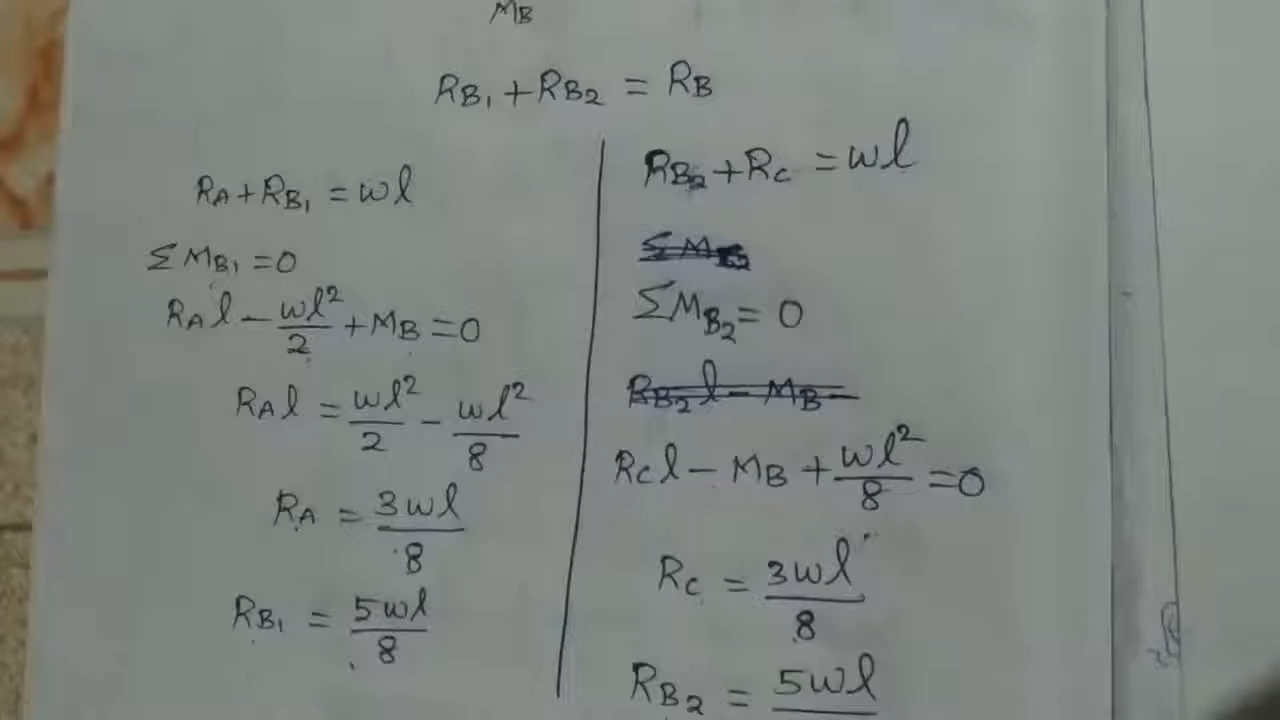 MB
RB1 + RB2 = RB
RA + RB1 = wl
ΣMB1 = 0
RA l - wl²/2 + MB = 0
RA l = wl²/2 - wl²/8
RA = 3wl/8
RB1 = 5wl/8
RB2 + RC = wl
ΣMB2 = 0
RC l - MB + wl²/8 = 0
RC = 3wl/8
RB2 = 5wl